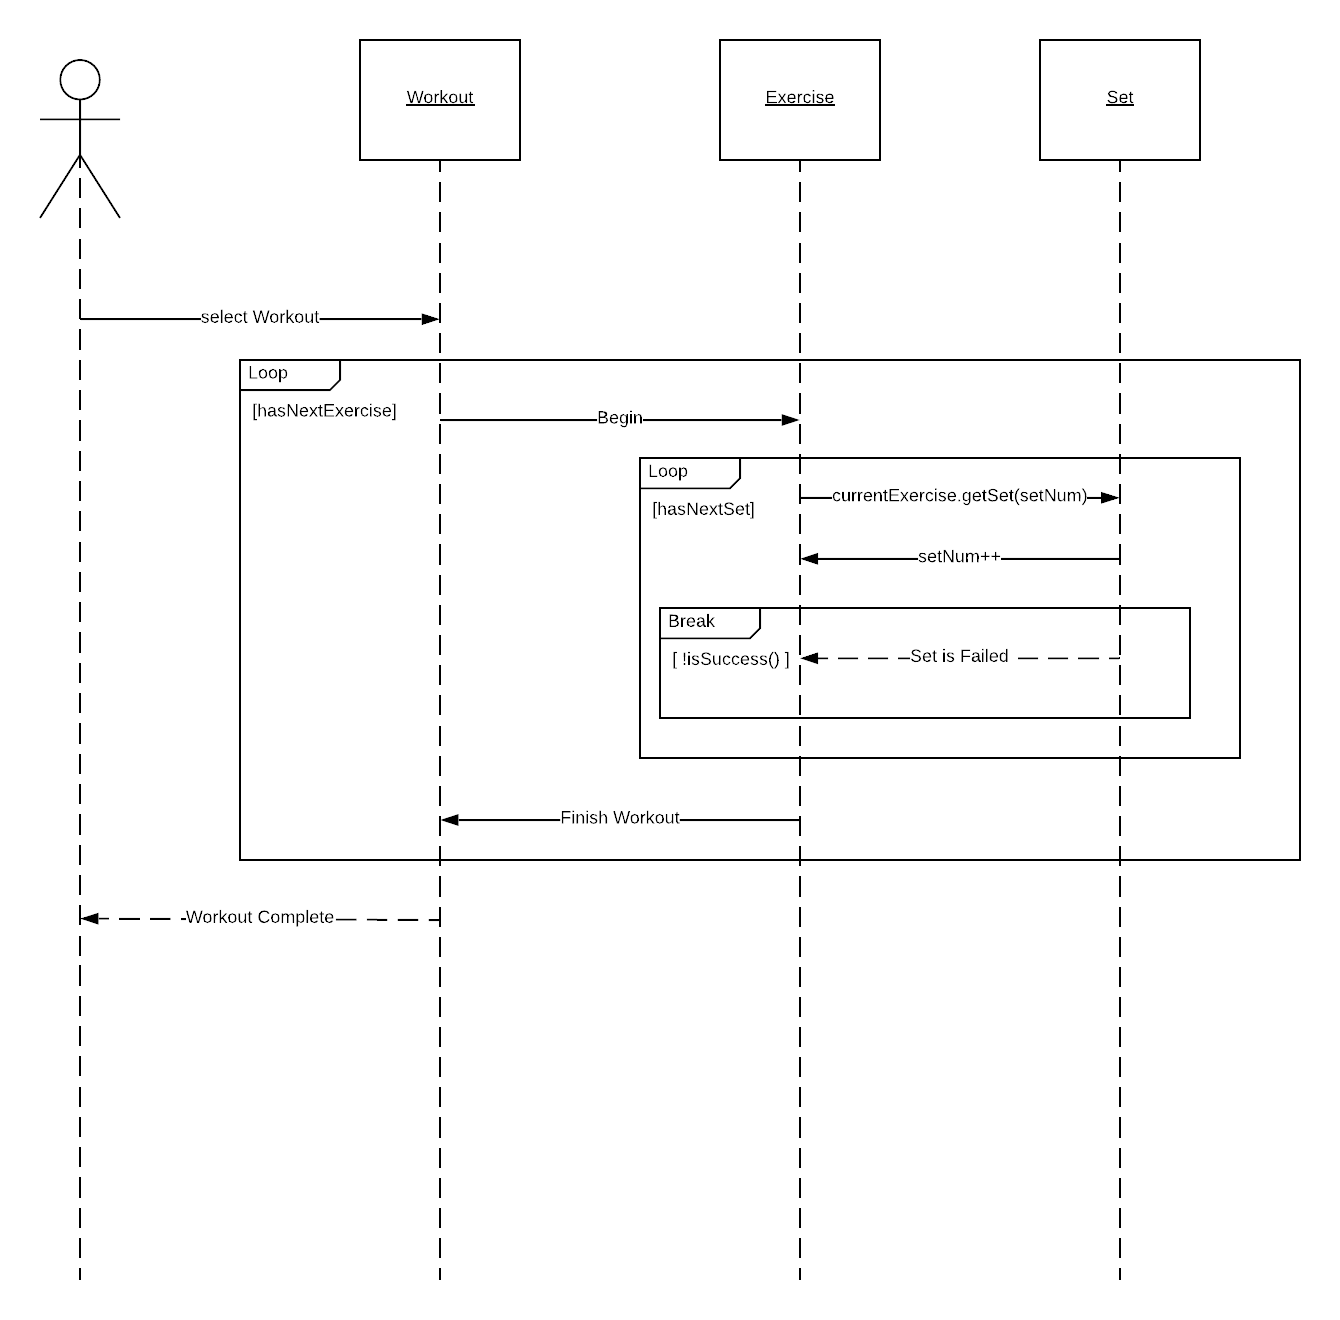 Workout
Exercise
Set
select Workout
Loop
[hasNextExercise]
Begin
Loop
currentExercise.getSet(setNum)
[hasNextSet]
setNum++
Break
[ !isSuccess() ]
Set is Failed
Finish Workout
Workout Complete